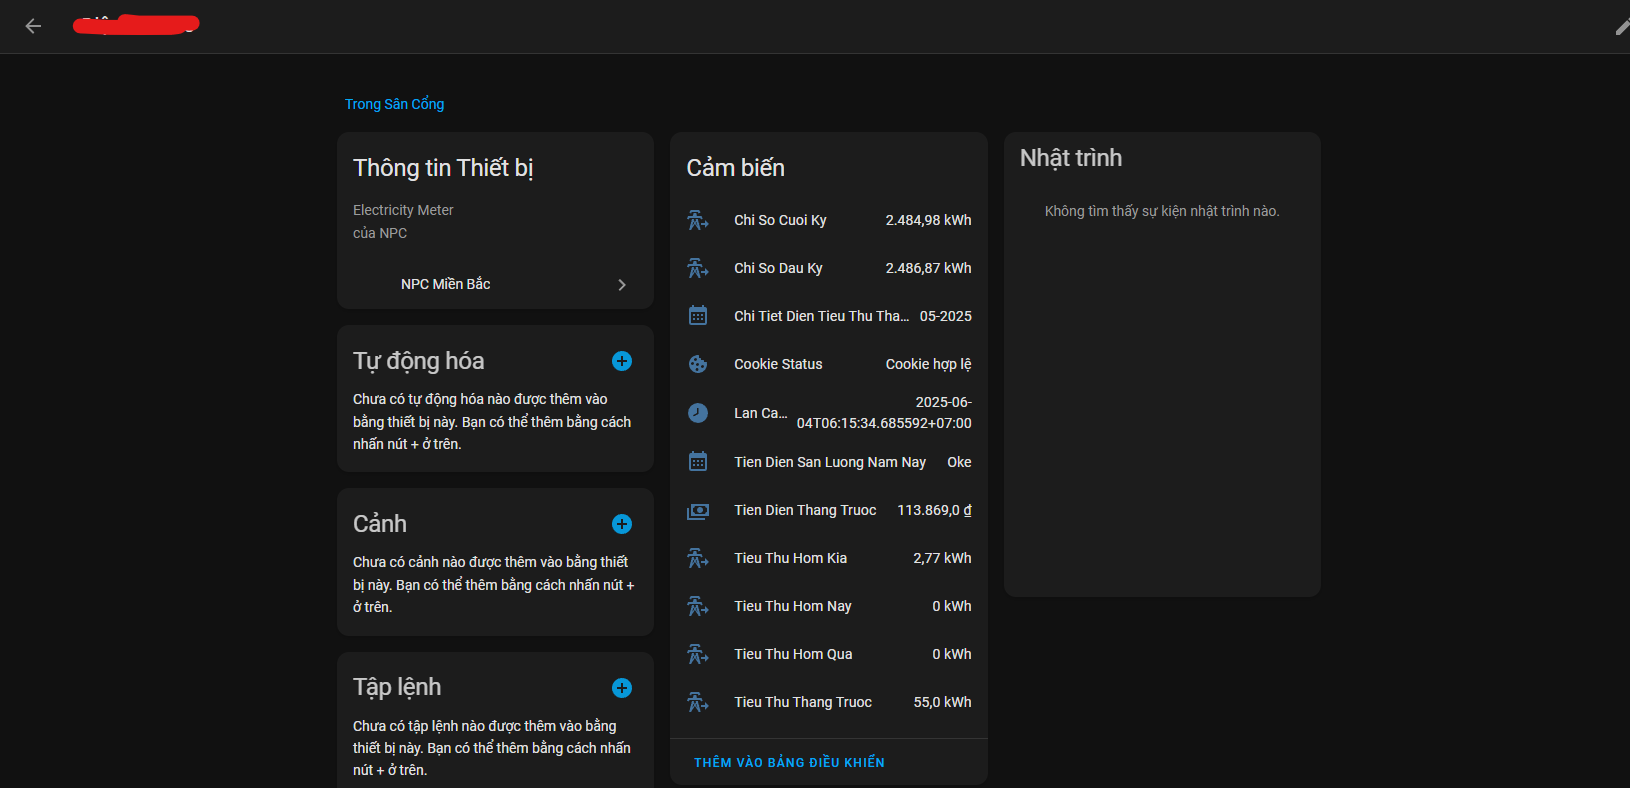 Trong Sân Cổng
Thông tin Thiết bị
Electricity Meter
của NPC
NPC Miền Bắc
Tự động hóa
Chưa có tự động hóa nào được thêm vào
bằng thiết bị này. Bạn có thể thêm bằng cách
nhấn nút + ở trên.
Cảnh
Chưa có cảnh nào được thêm vào bằng thiết
bị này. Bạn có thể thêm bằng cách nhấn nút +
ở trên.
Tập lệnh
Chưa có tập lệnh nào được thêm vào bằng
thiết bị này. Bạn có thể thêm bằng cách nhấn
nút + ở trên.
Cảm biến
Chi So Cuoi Ky 2.484,98 kWh
Chi So Dau Ky 2.486,87 kWh
Chi Tiet Dien Tieu Thu Tha... 05-2025
Cookie Status Cookie hợp lệ
Lan Ca... 2025-06-
04T06:15:34.685592+07:00
Tien Dien San Luong Nam Nay Oke
Tien Dien Thang Truoc 113.869,0 ₫
Tieu Thu Hom Kia 2,77 kWh
Tieu Thu Hom Nay 0 kWh
Tieu Thu Hom Qua 0 kWh
Tieu Thu Thang Truoc 55,0 kWh
THÊM VÀO BẢNG ĐIỀU KHIỂN
Nhật trình
Không tìm thấy sự kiện nhật trình nào.